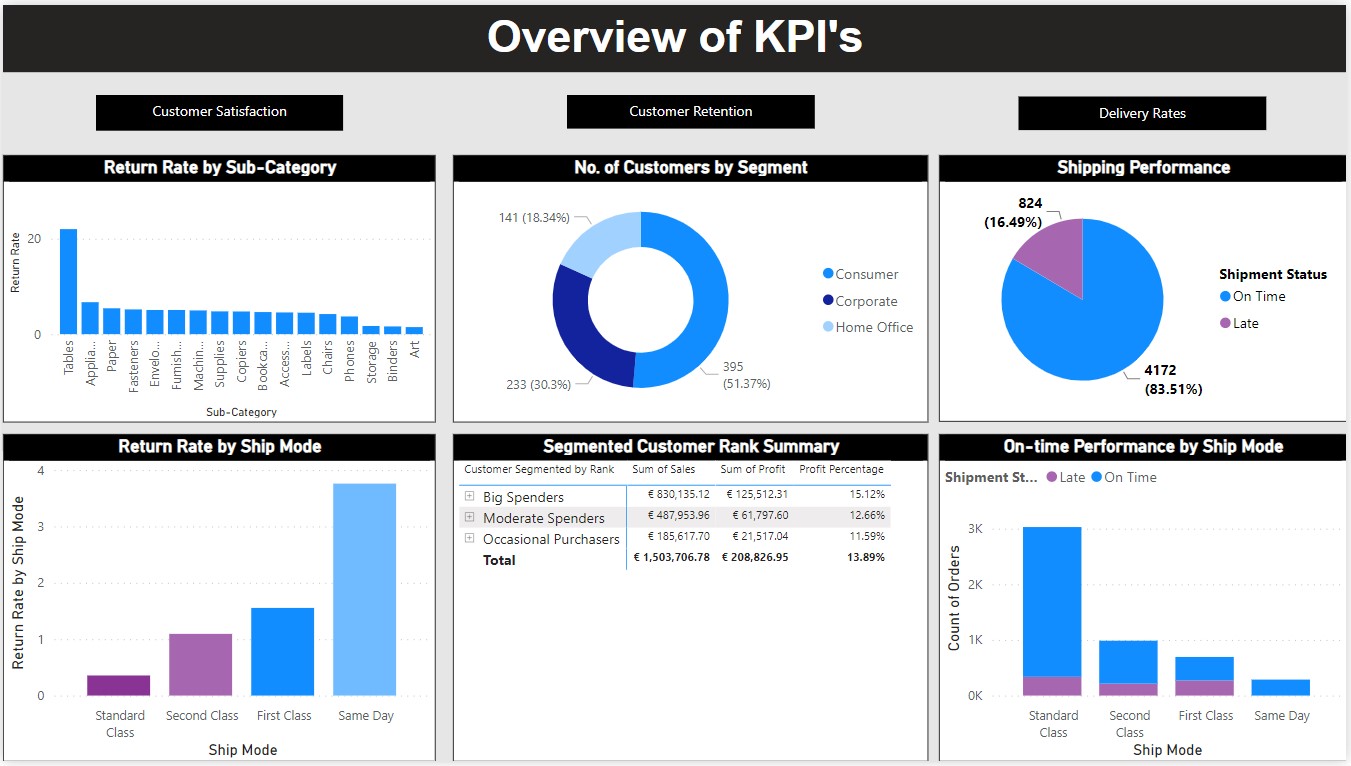 Overview of KPI's
Customer Satisfaction
Customer Retention
Delivery Rates
Return Rate by Sub-Category
Return Rate
20
0
Tables
Applia...
Paper
Fasteners
Envelo...
Furnish...
Machin...
Supplies
Copiers
Bookca...
Access...
Labels
Chairs
Phones
Storage
Binders
Art
Sub-Category
No. of Customers by Segment
141 (18.34%)
233 (30.3%)
395
(51.37%)
Consumer
Corporate
Home Office
Shipping Performance
824
(16.49%)
4172
(83.51%)
Shipment Status
On Time
Late
Return Rate by Ship Mode
Return Rate by Ship Mode
4
3
2
1
0
Standard
Class
Second Class
First Class
Same Day
Ship Mode
Segmented Customer Rank Summary
Customer Segmented by Rank Sum of Sales Sum of Profit Profit Percentage
Big Spenders € 830,135.12 € 125,512.31 15.12%
Moderate Spenders € 487,953.96 € 61,797.60 12.66%
Occasional Purchasers € 185,617.70 € 21,517.04 11.59%
Total € 1,503,706.78 € 208,826.95 13.89%
On-time Performance by Ship Mode
Shipment St... Late On Time
Count of Orders
3K
2K
1K
0K
Standard
Class
Second
Class
First Class
Same Day
Ship Mode